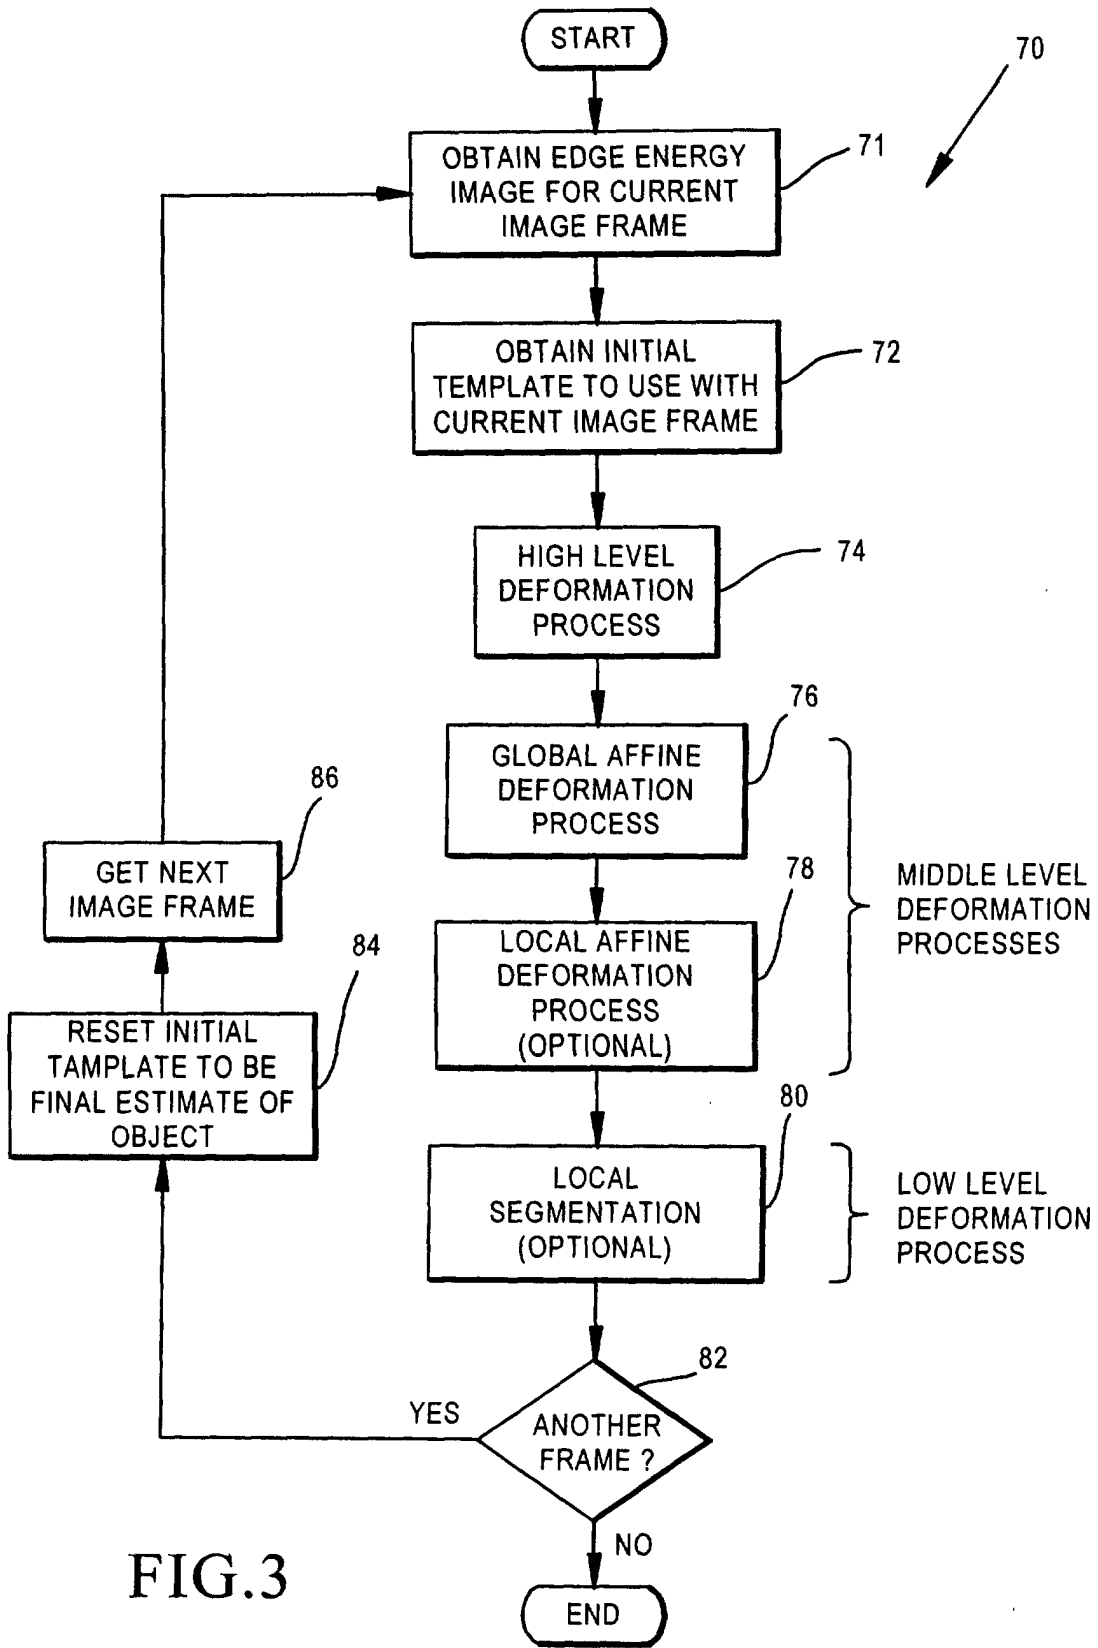 START
70
OBTAIN EDGE ENERGY
IMAGE FOR CURRENT
IMAGE FRAME
71
OBTAIN INITIAL
TEMPLATE TO USE WITH
CURRENT IMAGE FRAME
72
HIGH LEVEL
DEFORMATION
PROCESS
74
GLOBAL AFFINE
DEFORMATION
PROCESS
76
LOCAL AFFINE
DEFORMATION
PROCESS
(OPTIONAL)
78
MIDDLE LEVEL
DEFORMATION
PROCESSES
LOCAL
SEGMENTATION
(OPTIONAL)
80
LOW LEVEL
DEFORMATION
PROCESS
ANOTHER
FRAME ?
82
YES
NO
END
RESET INITIAL
TAMPLATE TO BE
FINAL ESTIMATE OF
OBJECT
84
GET NEXT
IMAGE FRAME
86
FIG.3